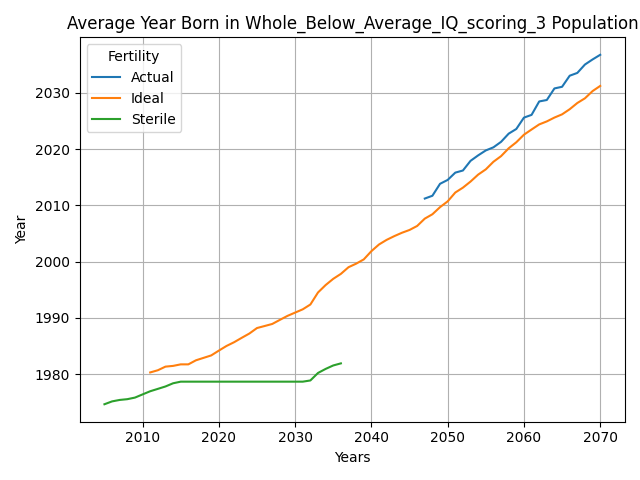 Average Year Born in Whole_Below_Average_IQ_scoring_3 Population
Fertility
Actual
Ideal
Sterile
2030
2020
2010
2000
1990
1980
Year
2010 2020 2030 2040 2050 2060 2070
Years